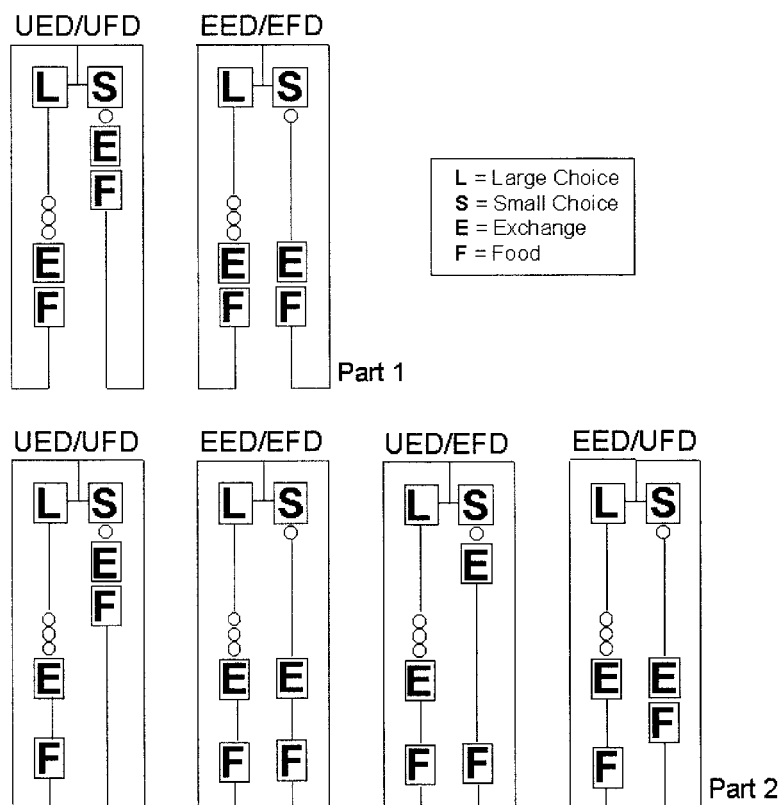 UED/UFD EED/EFD
L S L S
E
F
L = Large Choice
S = Small Choice
E = Exchange
F = Food
E E E
F F F
Part 1
UED/UFD EED/EFD UED/EFD EED/UFD
L S L S L S L S
E E
F
E E E E E E
F
F F F F F F
Part 2